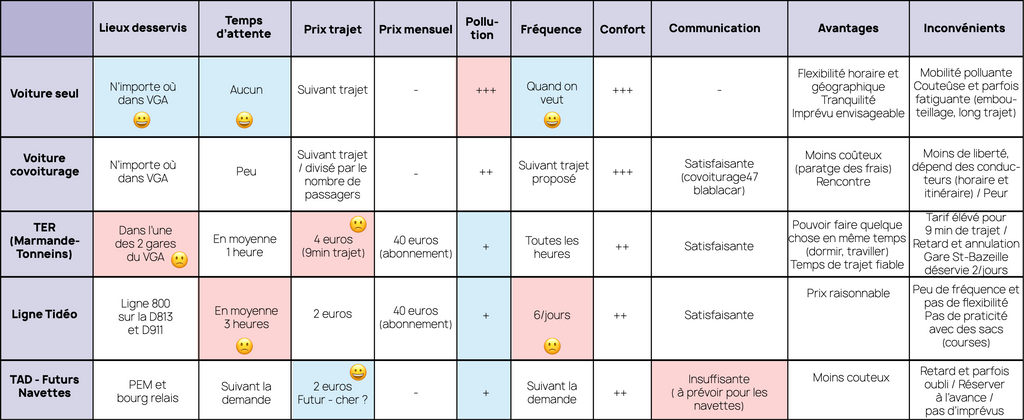 Lieux desservis
Temps
d'attente
Prix trajet
Prix mensuel
Pollu-
tion
Fréquence
Confort
Communication
Avantages
Inconvénients
Voiture seul
N'importe où
dans VGA
Aucun
Suivant trajet
-
+++
Quand on
veut
+++
-
Flexibilité horaire et
géographique
Tranquilité
Imprévu envisageable
Mobilité polluante
Couteûse et parfois
fatiguante (embou-
teillage, long trajet)
Voiture
covoiturage
N'importe où
dans VGA
Peu
Suivant trajet
/ divisé par le
nombre de
passagers
-
++
Suivant trajet
proposé
+++
Satisfaisante
(covoiturage47
blablacar)
Moins coûteux
(paratge des frais)
Rencontre
Moins de liberté,
dépend des conduc-
teurs (horaire et
itinéraire) / Peur
TER
(Marmande-
Tonneins)
Dans l'une
des 2 gares
du VGA
En moyenne
1 heure
4 euros
(9min trajet)
40 euros
(abonnement)
+
Toutes les
heures
++
Satisfaisante
Pouvoir faire quelque
chose en même temps
(dormir, traviller)
Temps de trajet fiable
Tarif élévé pour
9 min de trajet /
Retard et annulation
Gare St-Bazeille
déservie 2/jours
Ligne Tidéo
Ligne 800
sur la D813
et D911
En moyenne
3 heures
2 euros
40 euros
(abonnement)
+
6/jours
++
Satisfaisante
Prix raisonnable
Peu de fréquence et
pas de flexibilité
Pas de praticité
avec des sacs
(courses)
TAD - Futurs
Navettes
PEM et
bourg relais
Suivant la
demande
2 euros
Futur - cher ?
-
+
Suivant la
demande
++
Insuffisante
( à prévoir pour les
navettes)
Moins couteux
Retard et parfois
oubli / Réserver
à l'avance /
pas d'imprévus